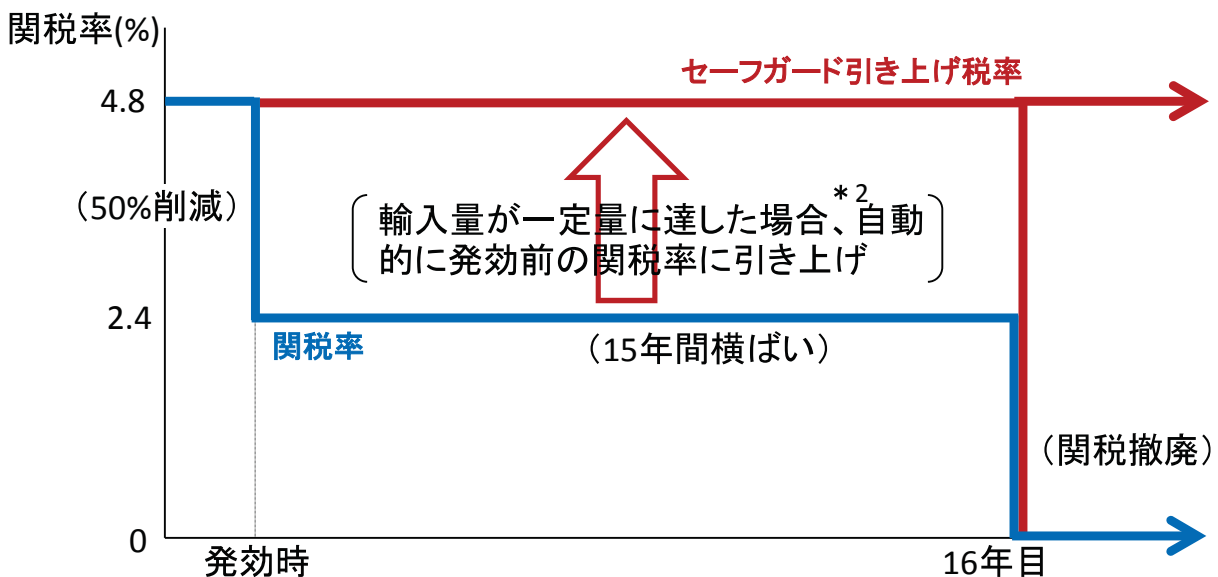 関税率(%)
セーフガード引き上げ税率
4.8
（50%削減）
輸入量が一定量に達した場合、*2自動
的に発効前の関税率に引き上げ
2.4
関税率
（15年間横ばい）
（関税撤廃）
0
発効時
16年目